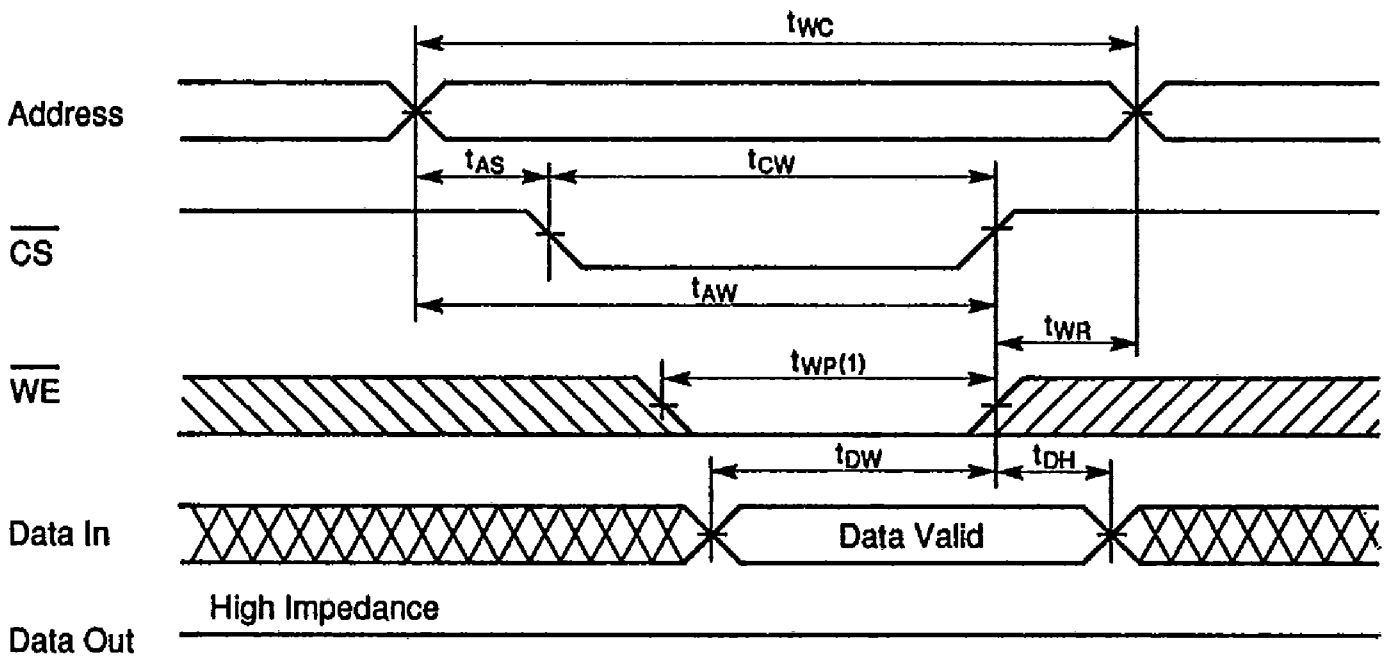 tWC
Address
tAS
tCW
CS
tAW
tWR
WE
tWP(1)
tDW
tDH
Data In
Data Valid
High Impedance
Data Out